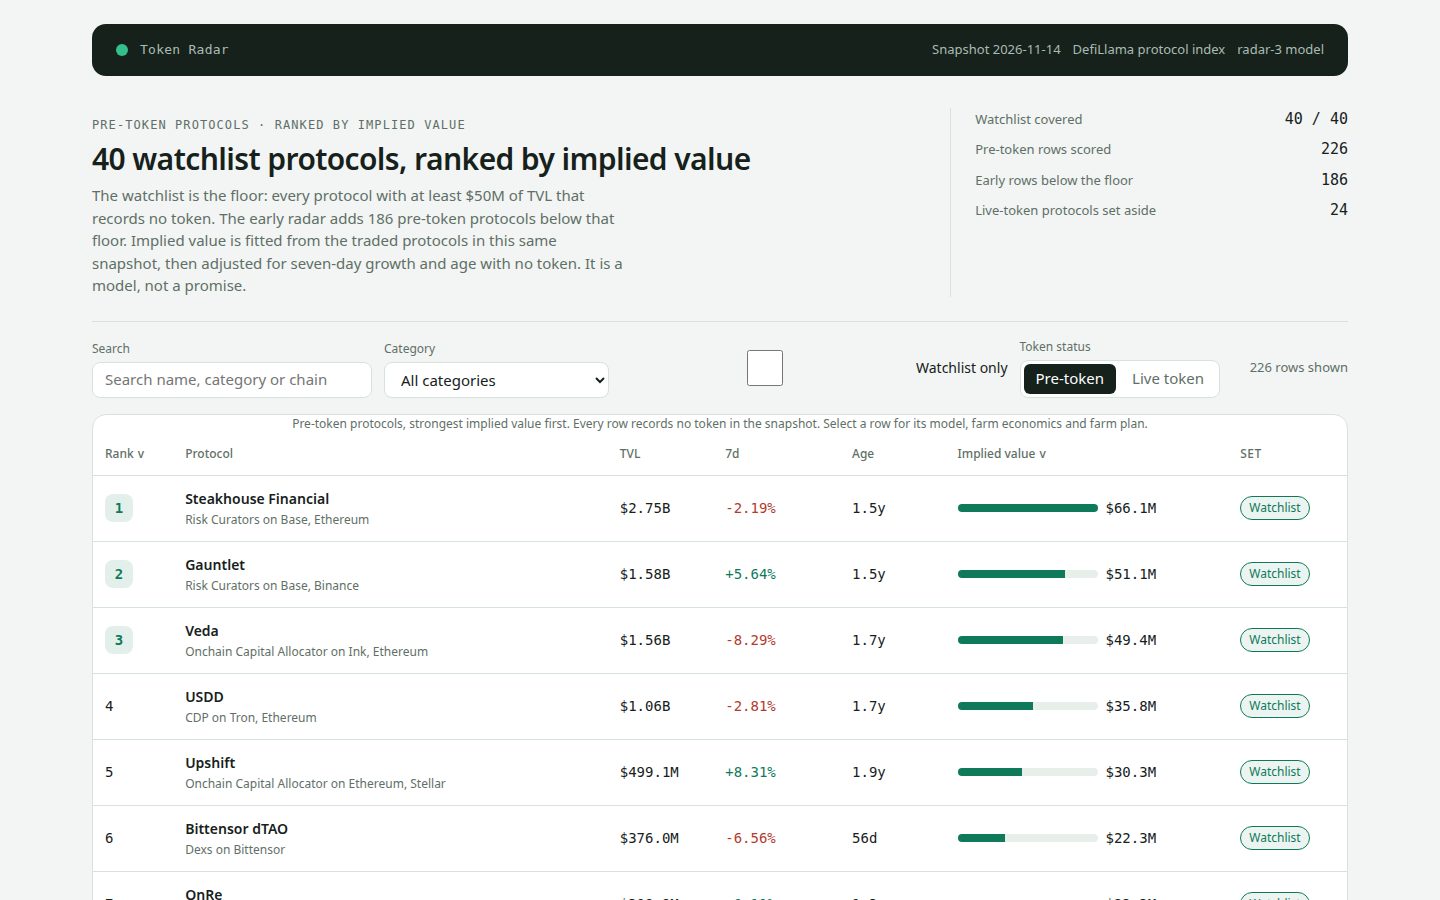 Token Radar
Snapshot 2026-11-14 DefiLlama protocol index radar-3 model
PRE-TOKEN PROTOCOLS · RANKED BY IMPLIED VALUE
40 watchlist protocols, ranked by implied value
The watchlist is the floor: every protocol with at least $50M of TVL that
records no token. The early radar adds 186 pre-token protocols below that
floor. Implied value is fitted from the traded protocols in this same
snapshot, then adjusted for seven-day growth and age with no token. It is a
model, not a promise.
Watchlist covered 40 / 40
Pre-token rows scored 226
Early rows below the floor 186
Live-token protocols set aside 24
Search
Search name, category or chain
Category
All categories
Watchlist only
Token status
Pre-token Live token
226 rows shown
Pre-token protocols, strongest implied value first. Every row records no token in the snapshot. Select a row for its model, farm economics and farm plan.
Rank v Protocol TVL 7d Age Implied value v SET
1 Steakhouse Financial $2.75B -2.19% 1.5y $66.1M Watchlist
Risk Curators on Base, Ethereum
2 Gauntlet $1.58B +5.64% 1.5y $51.1M Watchlist
Risk Curators on Base, Binance
3 Veda $1.56B -8.29% 1.7y $49.4M Watchlist
Onchain Capital Allocator on Ink, Ethereum
4 USDD $1.06B -2.81% 1.7y $35.8M Watchlist
CDP on Tron, Ethereum
5 Upshift $499.1M +8.31% 1.9y $30.3M Watchlist
Onchain Capital Allocator on Ethereum, Stellar
6 Bittensor dTAO $376.0M -6.56% 56d $22.3M Watchlist
Dexs on Bittensor
OnRe